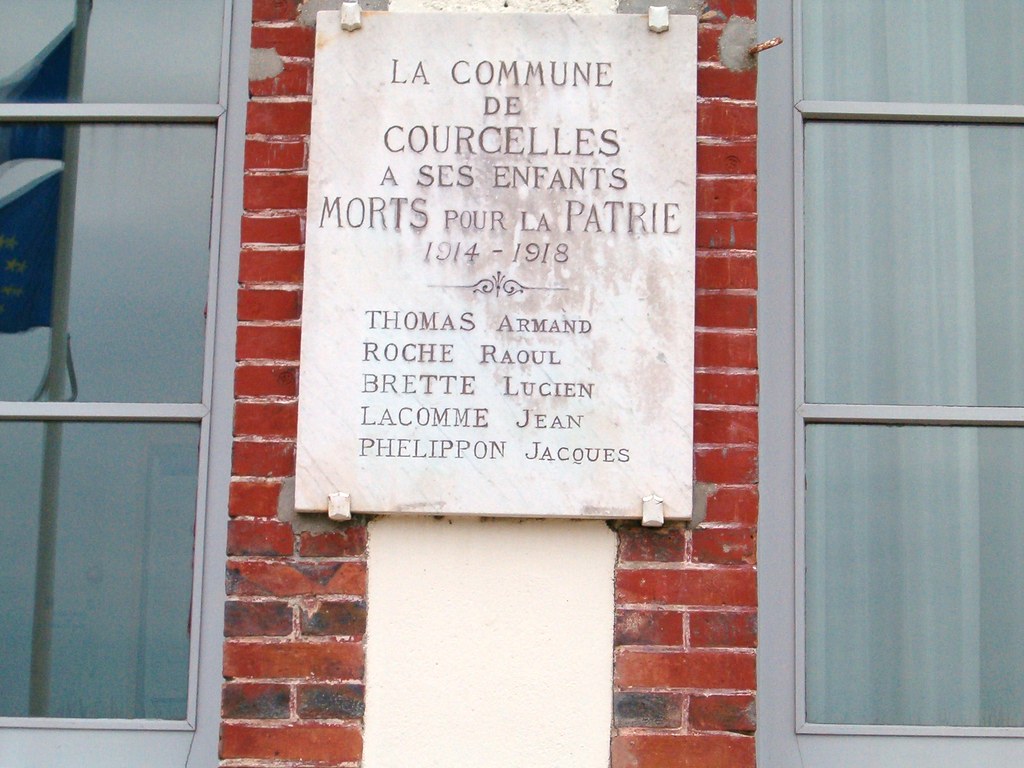 LA COMMUNE
DE
COURCELLES
A SES ENFANTS
MORTS POUR LA PATRIE
1914 - 1918
THOMAS ARMAND
ROCHE RAOUL
BRETTE LUCIEN
LACOMME JEAN
PHELIPPON JACQUES